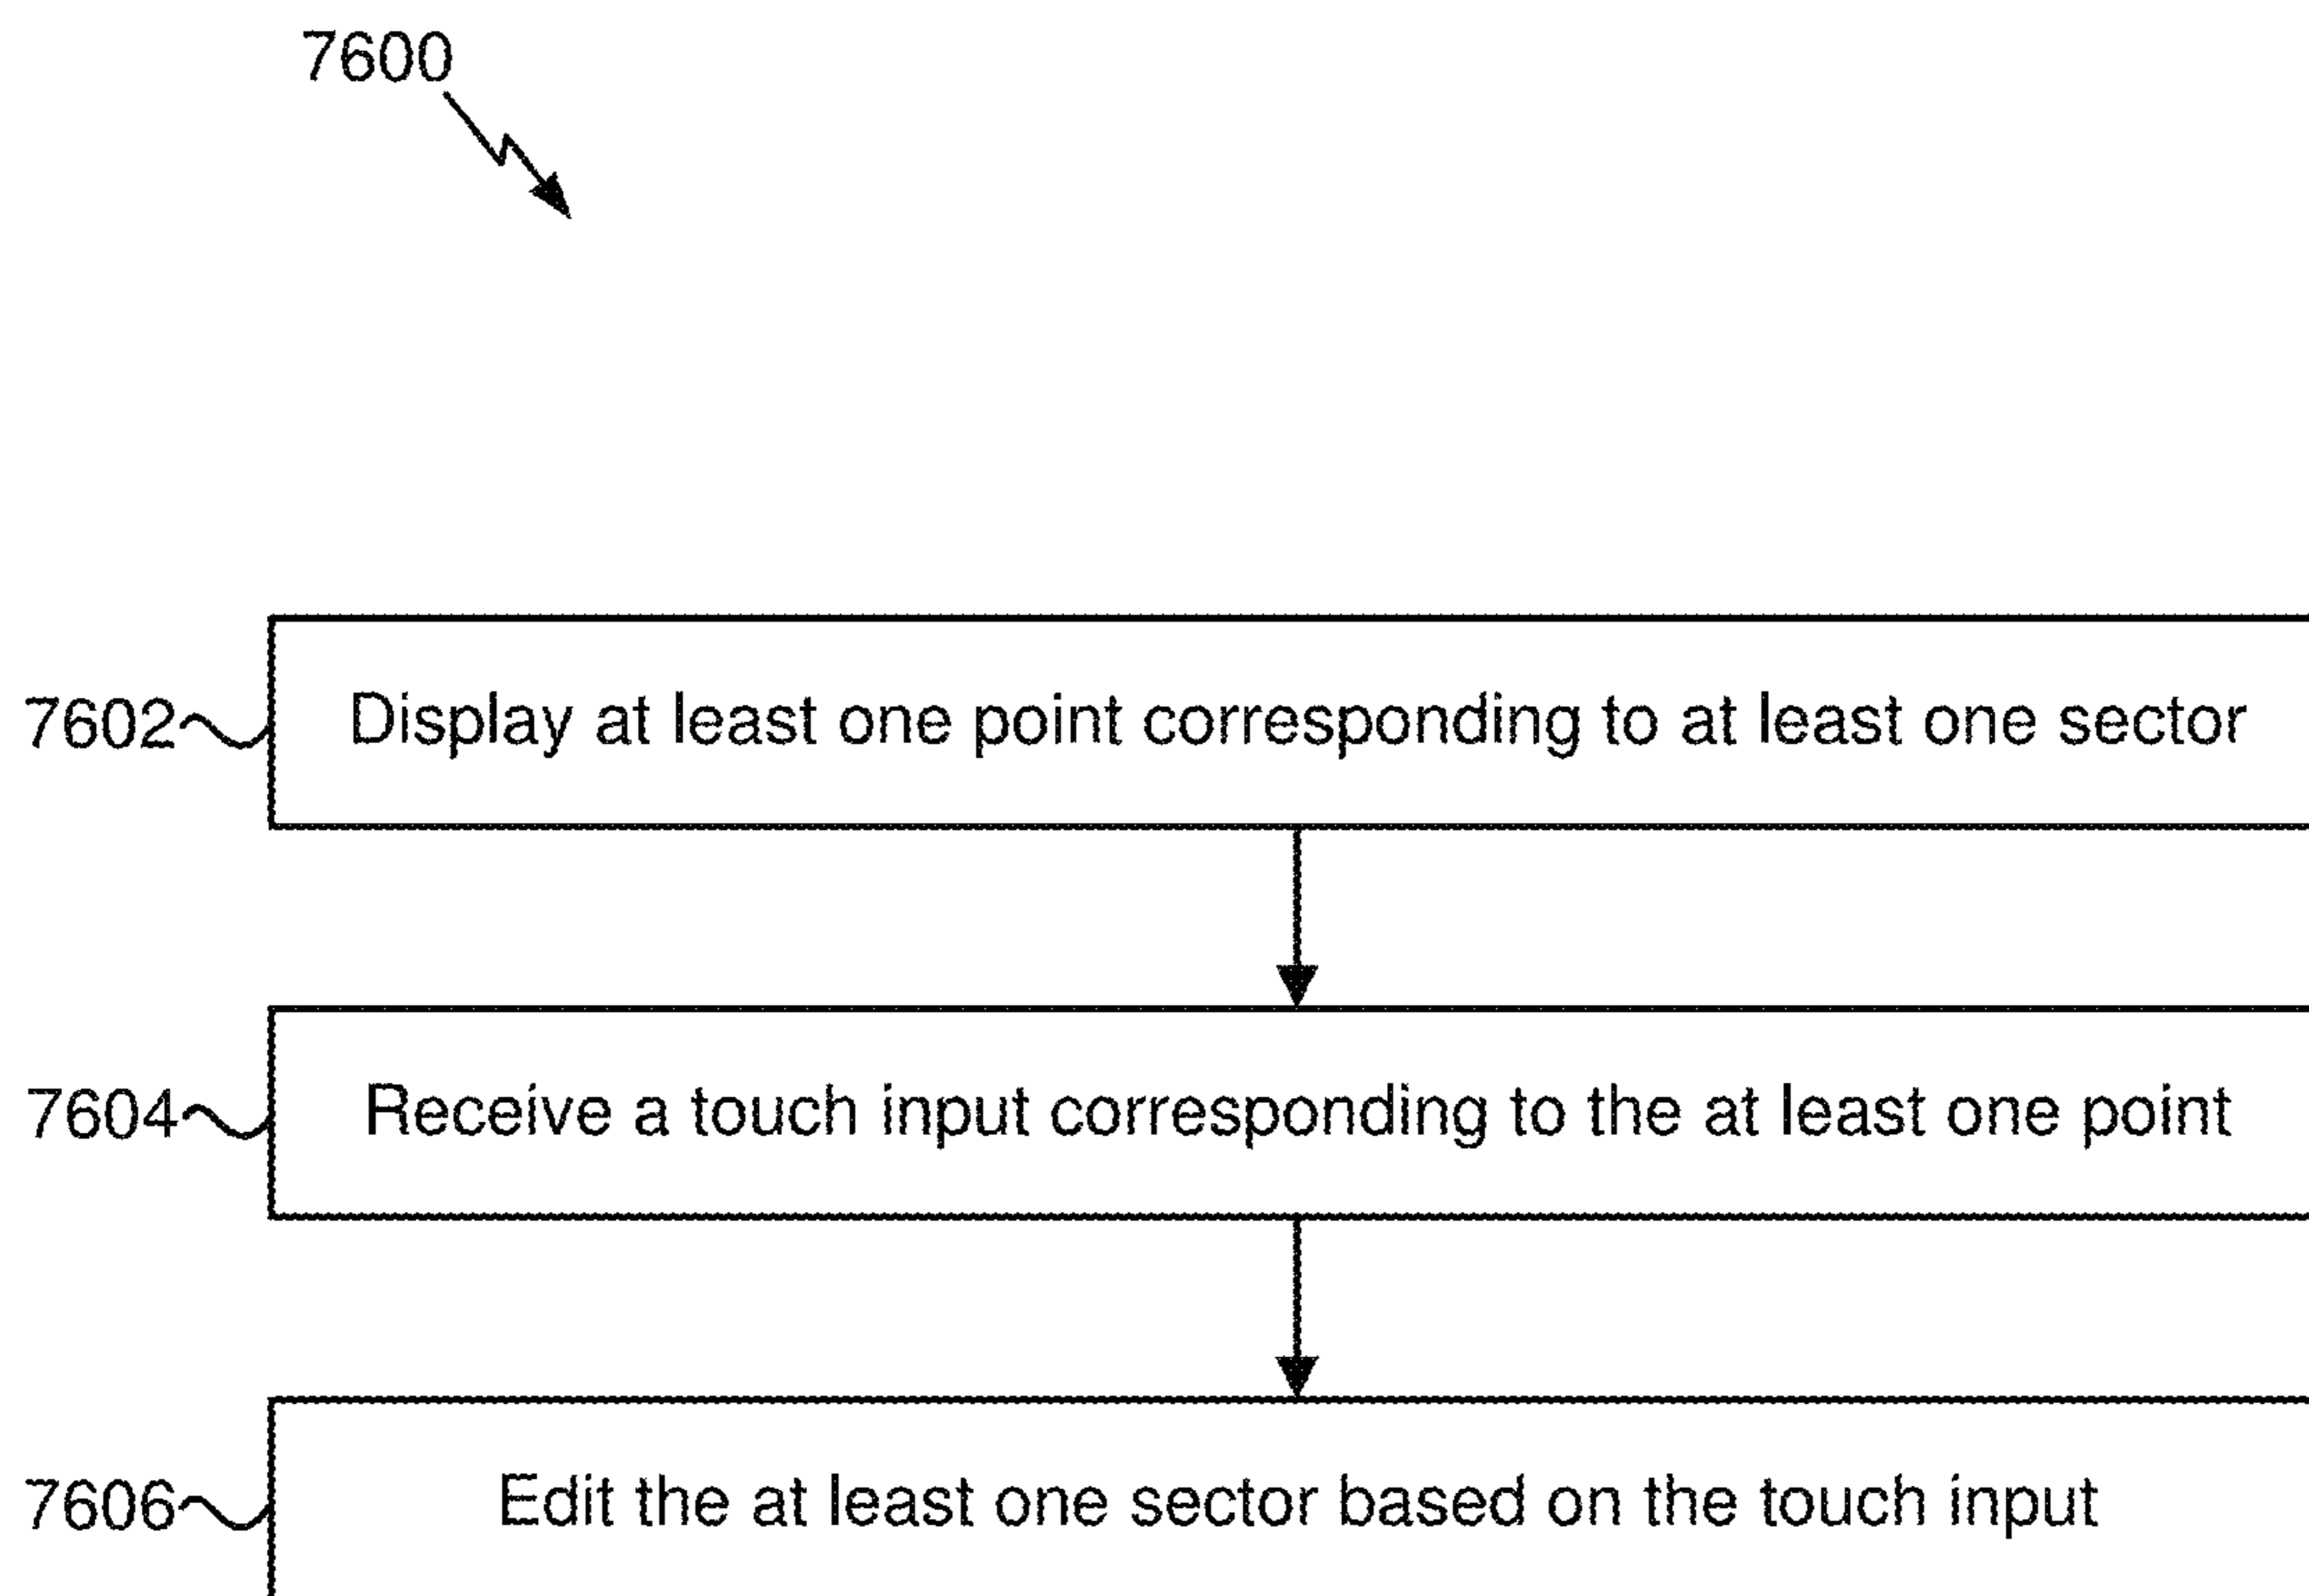 7600
7602 Display at least one point corresponding to at least one sector
7604 Receive a touch input corresponding to the at least one point
7606 Edit the at least one sector based on the touch input